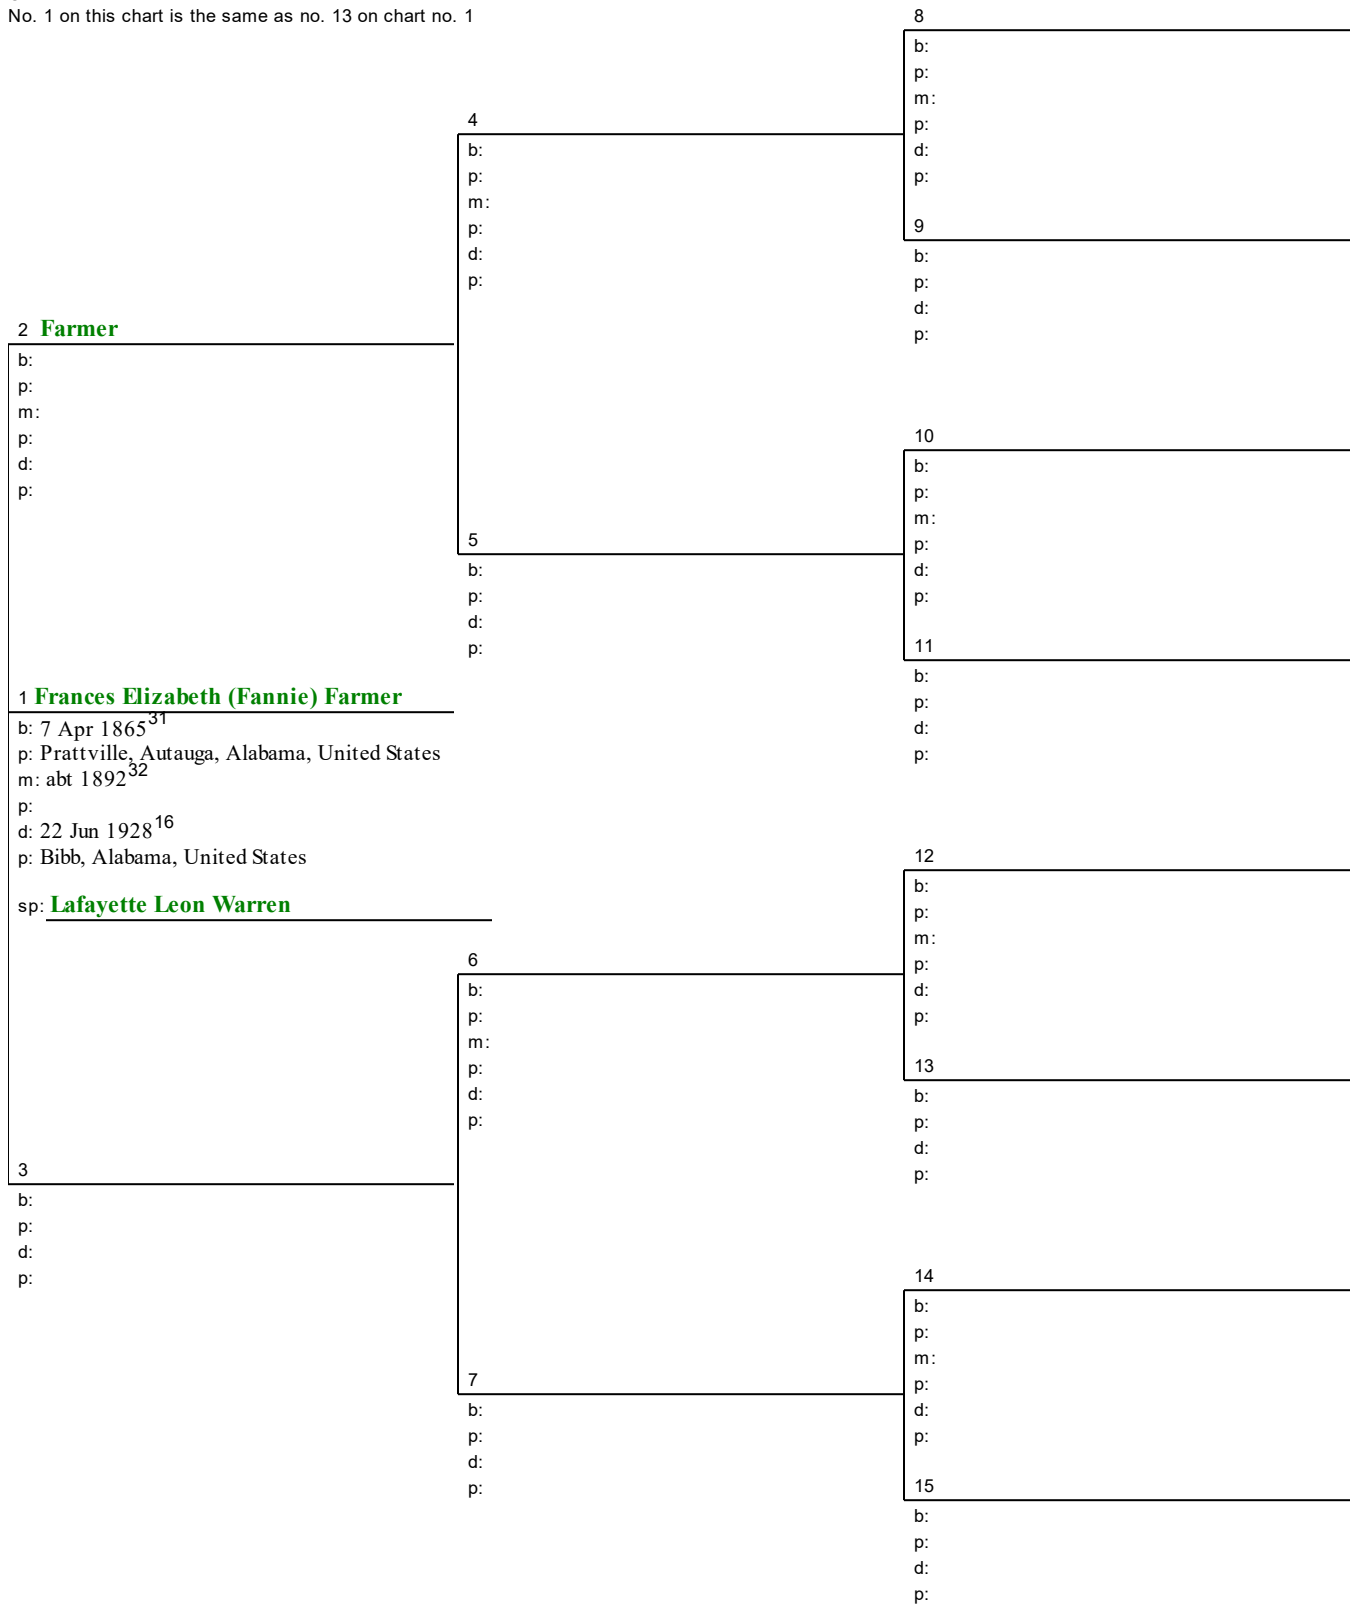 No. 1 on this chart is the same as no. 13 on chart no. 1
8
b:
p:
m:
p:
d:
p:
4
b:
p:
m:
p:
d:
p:
9
b:
p:
d:
p:
2 Farmer
b:
p:
m:
p:
d:
p:
10
b:
p:
m:
p:
d:
p:
5
b:
p:
d:
p:
11
b:
p:
d:
p:
1 Frances Elizabeth (Fannie) Farmer
b: 7 Apr 1865 31
p: Prattville, Autauga, Alabama, United States
m: abt 1892 32
p:
d: 22 Jun 1928 16
p: Bibb, Alabama, United States
sp: Lafayette Leon Warren
12
b:
p:
m:
p:
d:
p:
6
b:
p:
m:
p:
d:
p:
13
b:
p:
d:
p:
3
b:
p:
d:
p:
14
b:
p:
m:
p:
d:
p:
7
b:
p:
d:
p:
15
b:
p:
d:
p: